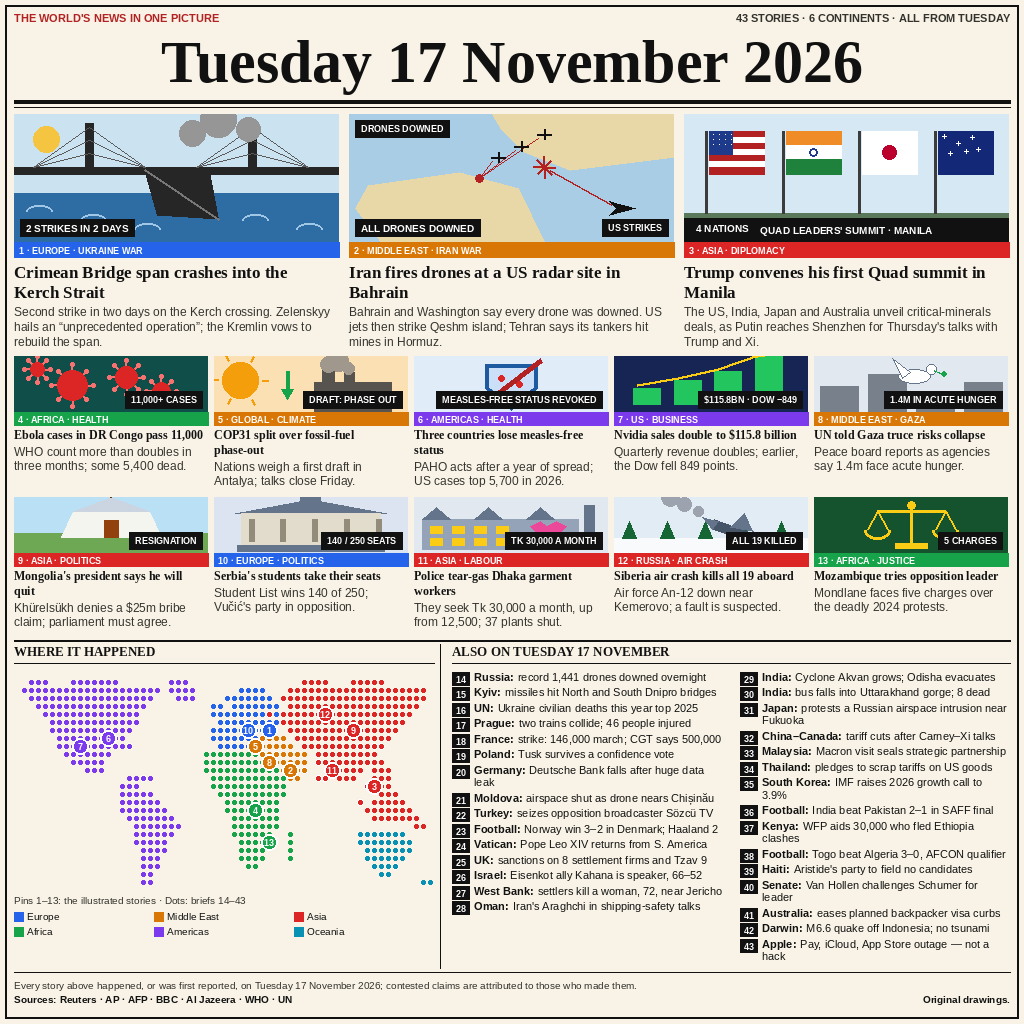 THE WORLD'S NEWS IN ONE PICTURE
43 STORIES · 6 CONTINENTS · ALL FROM TUESDAY
Tuesday 17 November 2026
2 STRIKES IN 2 DAYS
1 · EUROPE · UKRAINE WAR
Crimean Bridge span crashes into the
Kerch Strait
Second strike in two days on the Kerch crossing. Zelenskyy
hails an “unprecedented operation”; the Kremlin vows to
rebuild the span.
DRONES DOWNED
ALL DRONES DOWNED
US STRIKES
2 · MIDDLE EAST · IRAN WAR
Iran fires drones at a US radar site in
Bahrain
Bahrain and Washington say every drone was downed. US
jets then strike Qeshm island; Tehran says its tankers hit
mines in Hormuz.
4 NATIONS
QUAD LEADERS' SUMMIT · MANILA
3 · ASIA · DIPLOMACY
Trump convenes his first Quad summit in
Manila
The US, India, Japan and Australia unveil critical-minerals
deals, as Putin reaches Shenzhen for Thursday's talks with
Trump and Xi.
11,000+ CASES
4 · AFRICA · HEALTH
Ebola cases in DR Congo pass 11,000
WHO count more than doubles in
three months; some 5,400 dead.
DRAFT: PHASE OUT
5 · GLOBAL · CLIMATE
COP31 split over fossil-fuel
phase-out
Nations weigh a first draft in
Antalya; talks close Friday.
MEASLES-FREE STATUS REVOKED
6 · AMERICAS · HEALTH
Three countries lose measles-free
status
PAHO acts after a year of spread;
US cases top 5,700 in 2026.
$115.8BN · DOW −849
7 · US · BUSINESS
Nvidia sales double to $115.8 billion
Quarterly revenue doubles; earlier,
the Dow fell 849 points.
1.4M IN ACUTE HUNGER
8 · MIDDLE EAST · GAZA
UN told Gaza truce risks collapse
Peace board reports as agencies
say 1.4m face acute hunger.
RESIGNATION
9 · ASIA · POLITICS
Mongolia's president says he will
quit
Khürelsükh denies a $25m bribe
claim; parliament must agree.
140 / 250 SEATS
10 · EUROPE · POLITICS
Serbia's students take their seats
Student List wins 140 of 250;
Vučić's party in opposition.
TK 30,000 A MONTH
11 · ASIA · LABOUR
Police tear-gas Dhaka garment
workers
They seek Tk 30,000 a month, up
from 12,500; 37 plants shut.
ALL 19 KILLED
12 · RUSSIA · AIR CRASH
Siberia air crash kills all 19 aboard
Air force An-12 down near
Kemerovo; a fault is suspected.
5 CHARGES
13 · AFRICA · JUSTICE
Mozambique tries opposition leader
Mondlane faces five charges over
the deadly 2024 protests.
WHERE IT HAPPENED
12
10
1
9
6
7
5
8
2
11
3
4
13
Pins 1–13: the illustrated stories · Dots: briefs 14–43
Europe
Middle East
Asia
Africa
Americas
Oceania
ALSO ON TUESDAY 17 NOVEMBER
14 Russia: record 1,441 drones downed overnight
15 Kyiv: missiles hit North and South Dnipro bridges
16 UN: Ukraine civilian deaths this year top 2025
17 Prague: two trains collide; 46 people injured
18 France: strike: 146,000 march; CGT says 500,000
19 Poland: Tusk survives a confidence vote
20 Germany: Deutsche Bank falls after huge data
leak
21 Moldova: airspace shut as drone nears Chișinău
22 Turkey: seizes opposition broadcaster Sözcü TV
23 Football: Norway win 3–2 in Denmark; Haaland 2
24 Vatican: Pope Leo XIV returns from S. America
25 UK: sanctions on 8 settlement firms and Tzav 9
26 Israel: Eisenkot ally Kahana is speaker, 66–52
27 West Bank: settlers kill a woman, 72, near Jericho
28 Oman: Iran's Araghchi in shipping-safety talks
29 India: Cyclone Akvan grows; Odisha evacuates
30 India: bus falls into Uttarakhand gorge; 8 dead
31 Japan: protests a Russian airspace intrusion near
Fukuoka
32 China–Canada: tariff cuts after Carney–Xi talks
33 Malaysia: Macron visit seals strategic partnership
34 Thailand: pledges to scrap tariffs on US goods
35 South Korea: IMF raises 2026 growth call to
3.9%
36 Football: India beat Pakistan 2–1 in SAFF final
37 Kenya: WFP aids 30,000 who fled Ethiopia
clashes
38 Football: Togo beat Algeria 3–0, AFCON qualifier
39 Haiti: Aristide's party to field no candidates
40 Senate: Van Hollen challenges Schumer for
leader
41 Australia: eases planned backpacker visa curbs
42 Darwin: M6.6 quake off Indonesia; no tsunami
43 Apple: Pay, iCloud, App Store outage — not a
hack
Every story above happened, or was first reported, on Tuesday 17 November 2026; contested claims are attributed to those who made them.
Sources: Reuters · AP · AFP · BBC · Al Jazeera · WHO · UN
Original drawings.